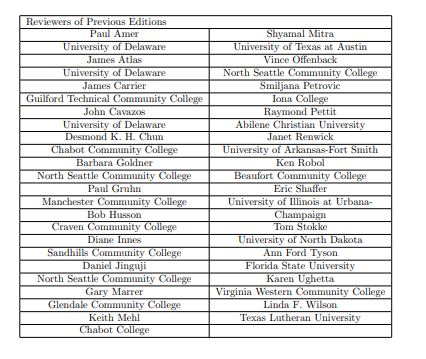 Reviewers of Previous Editions
Paul Amer
University of Delaware
James Atlas
University of Delaware
James Carrier
Guilford Technical Community College
John Cavazos
University of Delaware
Desmond K. H. Chun
Chabot Community College
Barbara Goldner
North Seattle Community College
Paul Gruhn
Manchester Community College
Bob Husson
Craven Community College
Diane Innes
Sandhills Community College
Daniel Jinguji
North Seattle Community College
Gary Marrer
Glendale Community College
Keith Mehl
Chabot College
Shyamal Mitra
University of Texas at Austin
Vince Offenback
North Seattle Community College
Smiljana Petrovic
Iona College
Raymond Pettit
Abilene Christian University
Janet Renwick
University of Arkansas-Fort Smith
Ken Robol
Beaufort Community College
Eric Shaffer
University of Illinois at Urbana-
Champaign
Tom Stokke
University of North Dakota
Ann Ford Tyson
Florida State University
Karen Ughetta
Virginia Western Community College
Linda F. Wilson
Texas Lutheran University